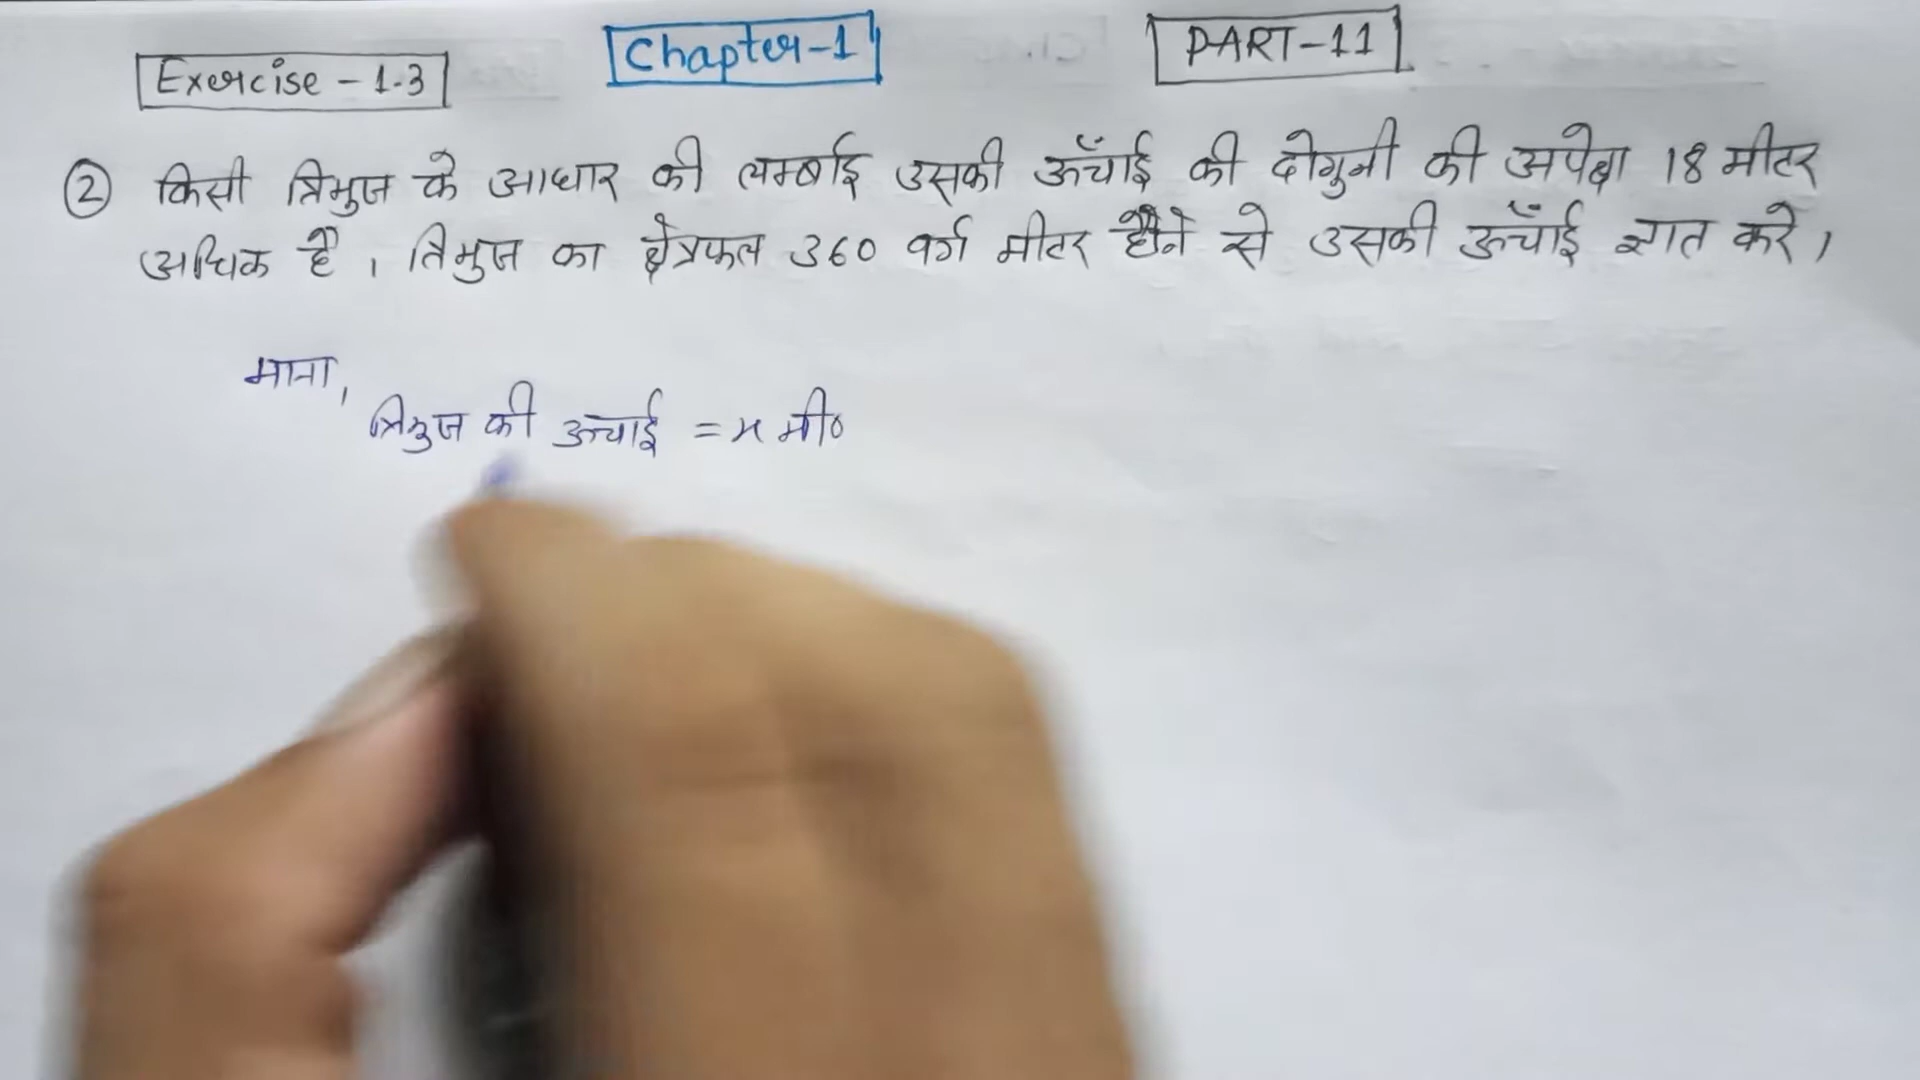 Exercise - 1.3
Chapter-1
PART-11
② किसी त्रिभुज के आधार की लम्बाई उसकी ऊँचाई की दोगुनी की अपेक्षा 18 मीटर
अधिक है । त्रिभुज का क्षेत्रफल 360 वर्ग मीटर होने से उसकी ऊँचाई ज्ञात करे।
माना,
त्रिभुज की ऊचाई = x मी०